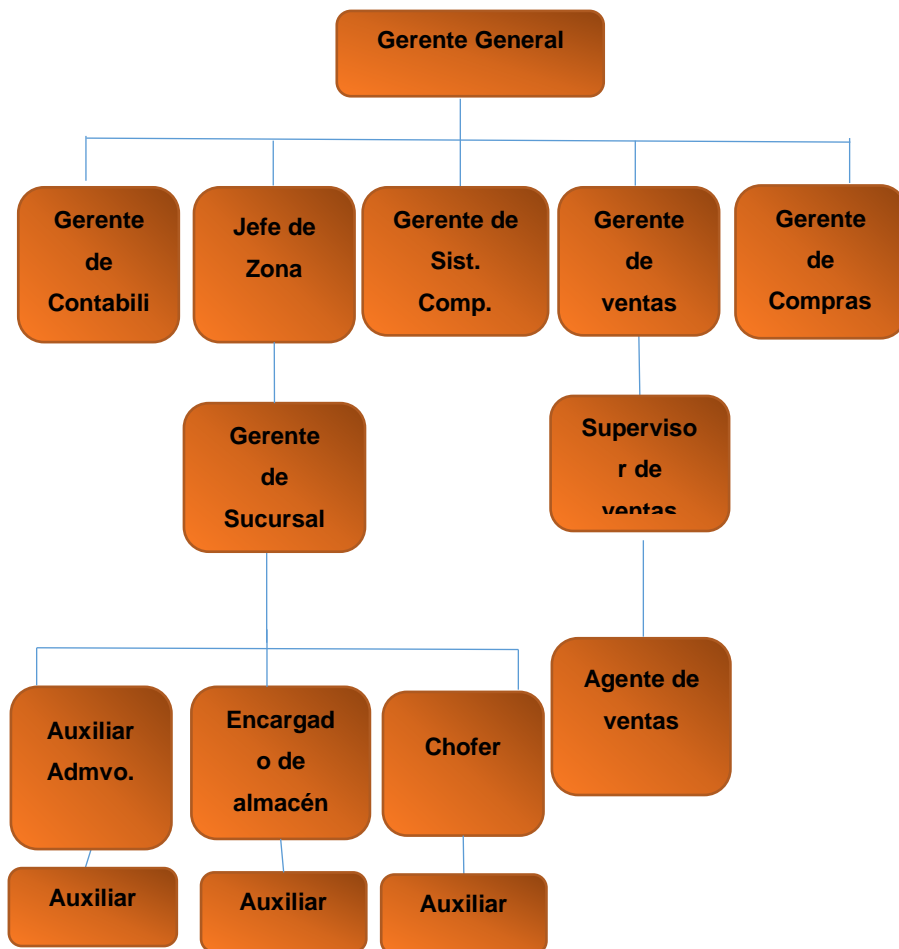 Gerente General
Gerente
de
Contabili
Jefe de
Zona
Gerente de
Sist.
Comp.
Gerente
de
ventas
Gerente
de
Compras
Gerente
de
Sucursal
Superviso
r de
ventas
Auxiliar
Admvo.
Encargad
o de
almacén
Chofer
Agente de
ventas
Auxiliar
Auxiliar
Auxiliar